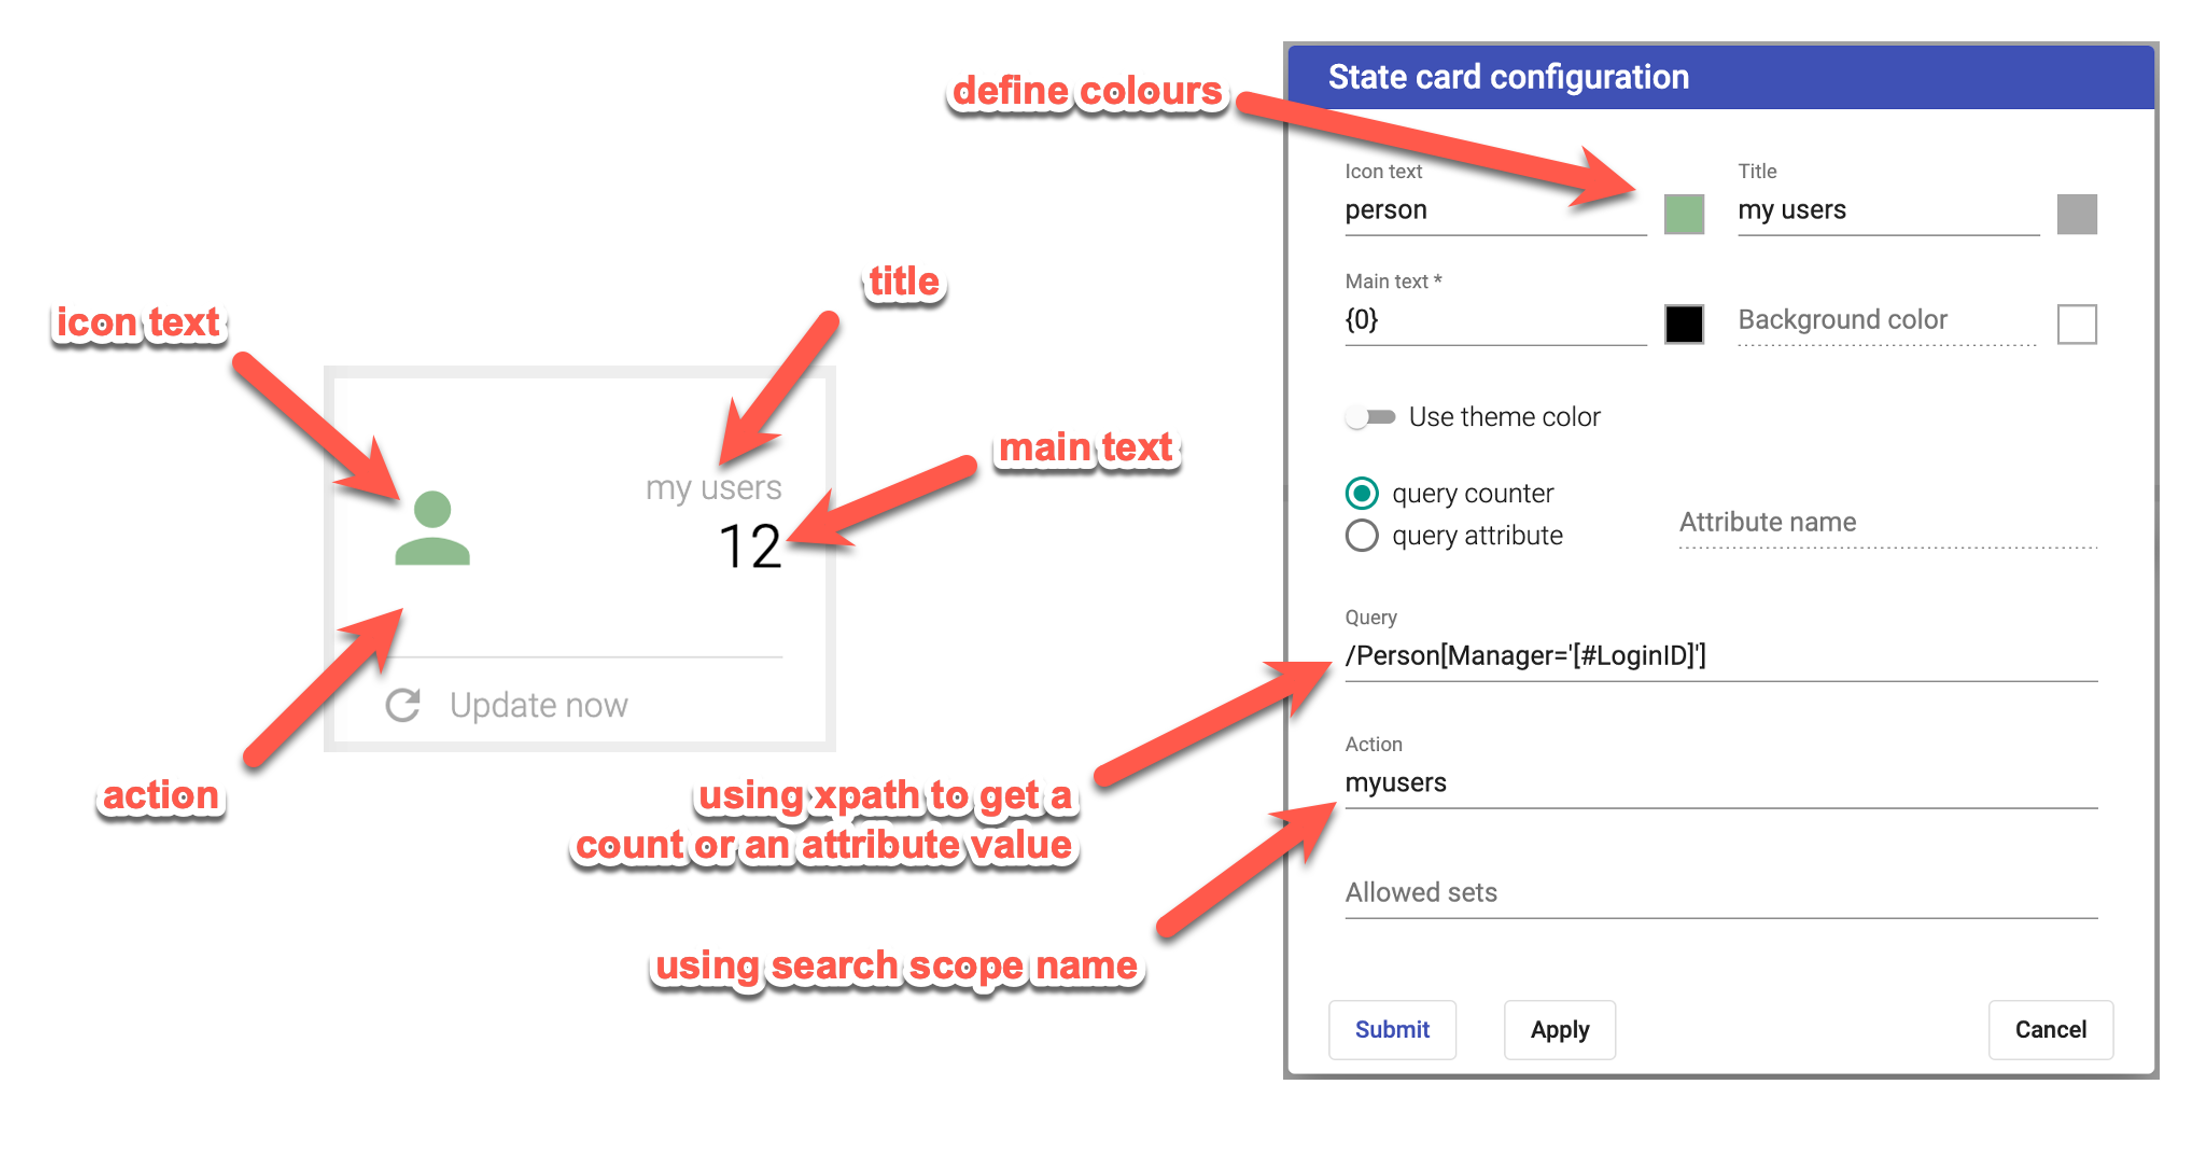 define colours
title
icon text
main text
my users
12
Update now
action
using xpath to get a
count or an attribute value
using search scope name
State card configuration
Icon text
person
Title
my users
Main text *
{0}
Background color
Use theme color
query counter
query attribute
Attribute name
Query
/Person[Manager='[#LoginID]']
Action
myusers
Allowed sets
Submit
Apply
Cancel